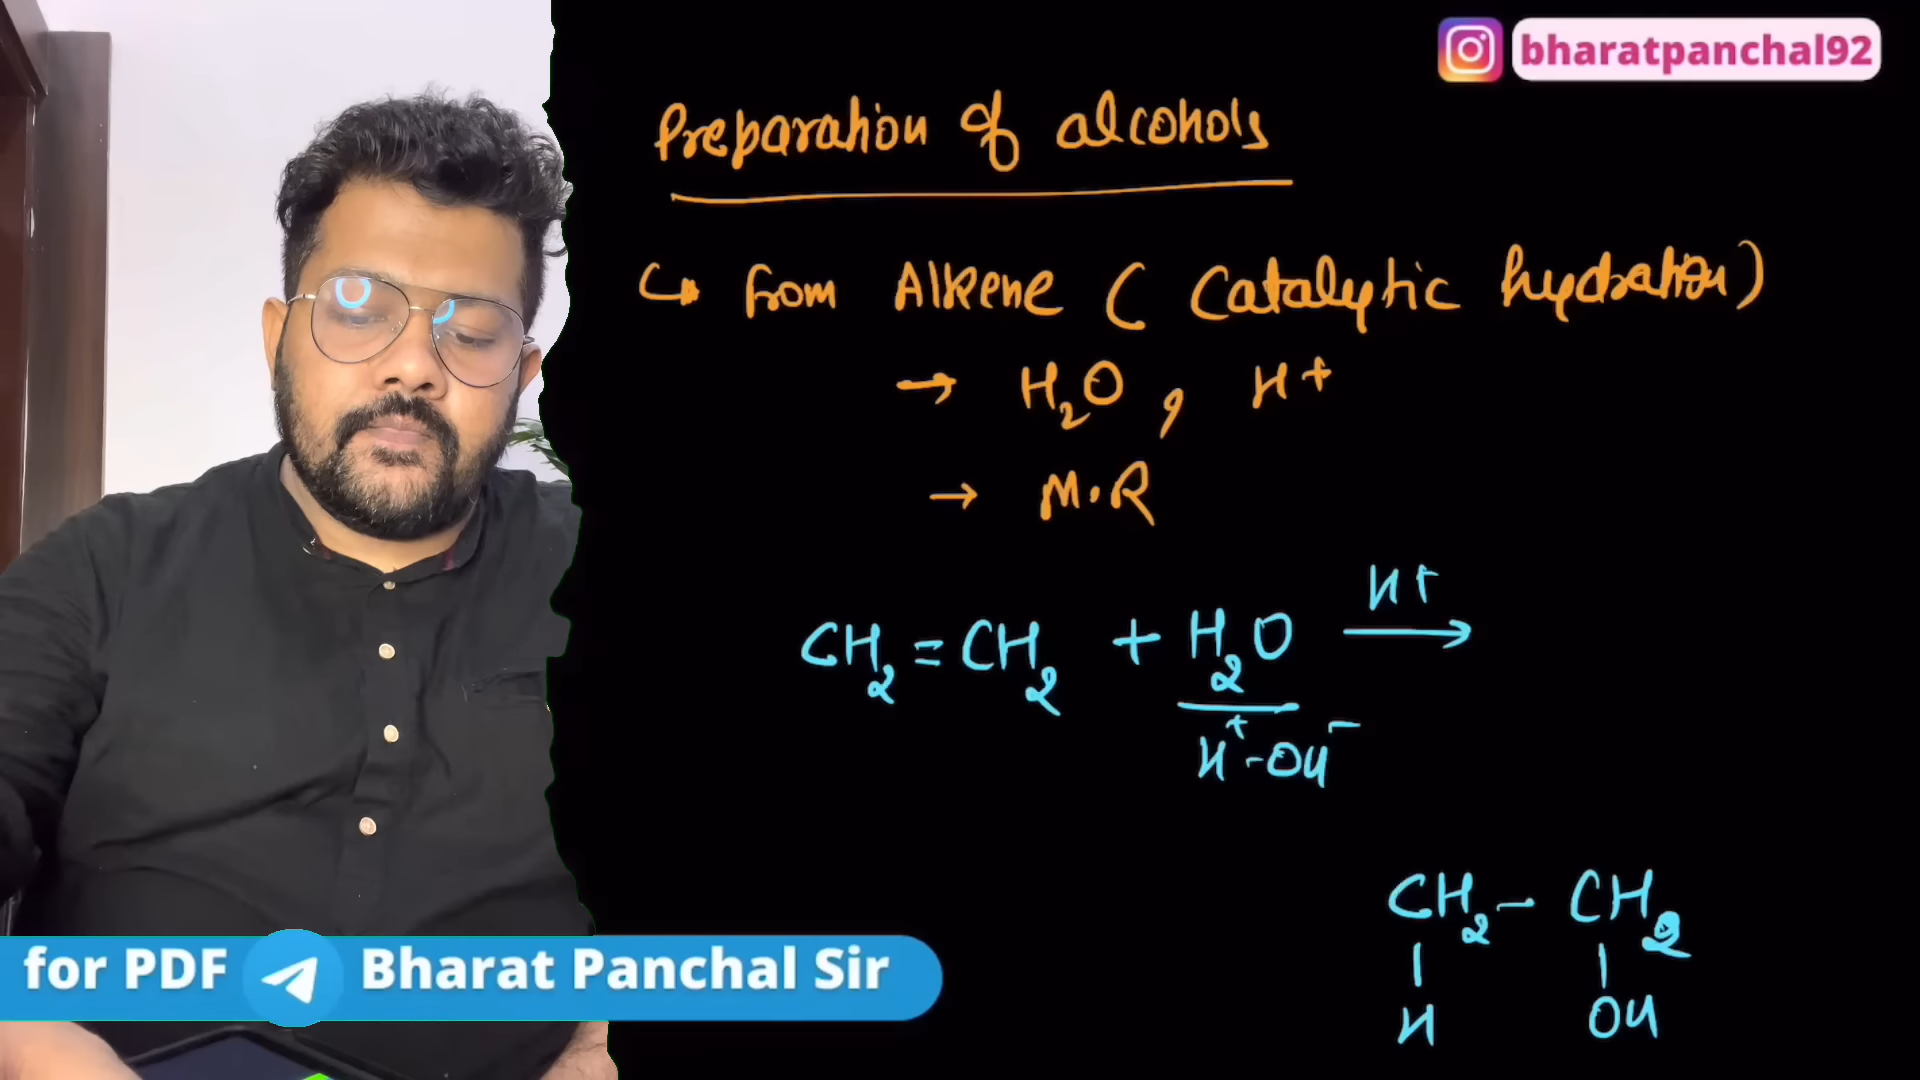 bharatpanchal92
Preparation of alcohols
↳ from Alkene ( Catalytic hydration)
→ H₂O , H⁺
→ M.R
H⁺
CH₂ = CH₂ + H₂O →
H⁺-OH⁻
CH₂ - CH₂
| |
H OH
for PDF Bharat Panchal Sir